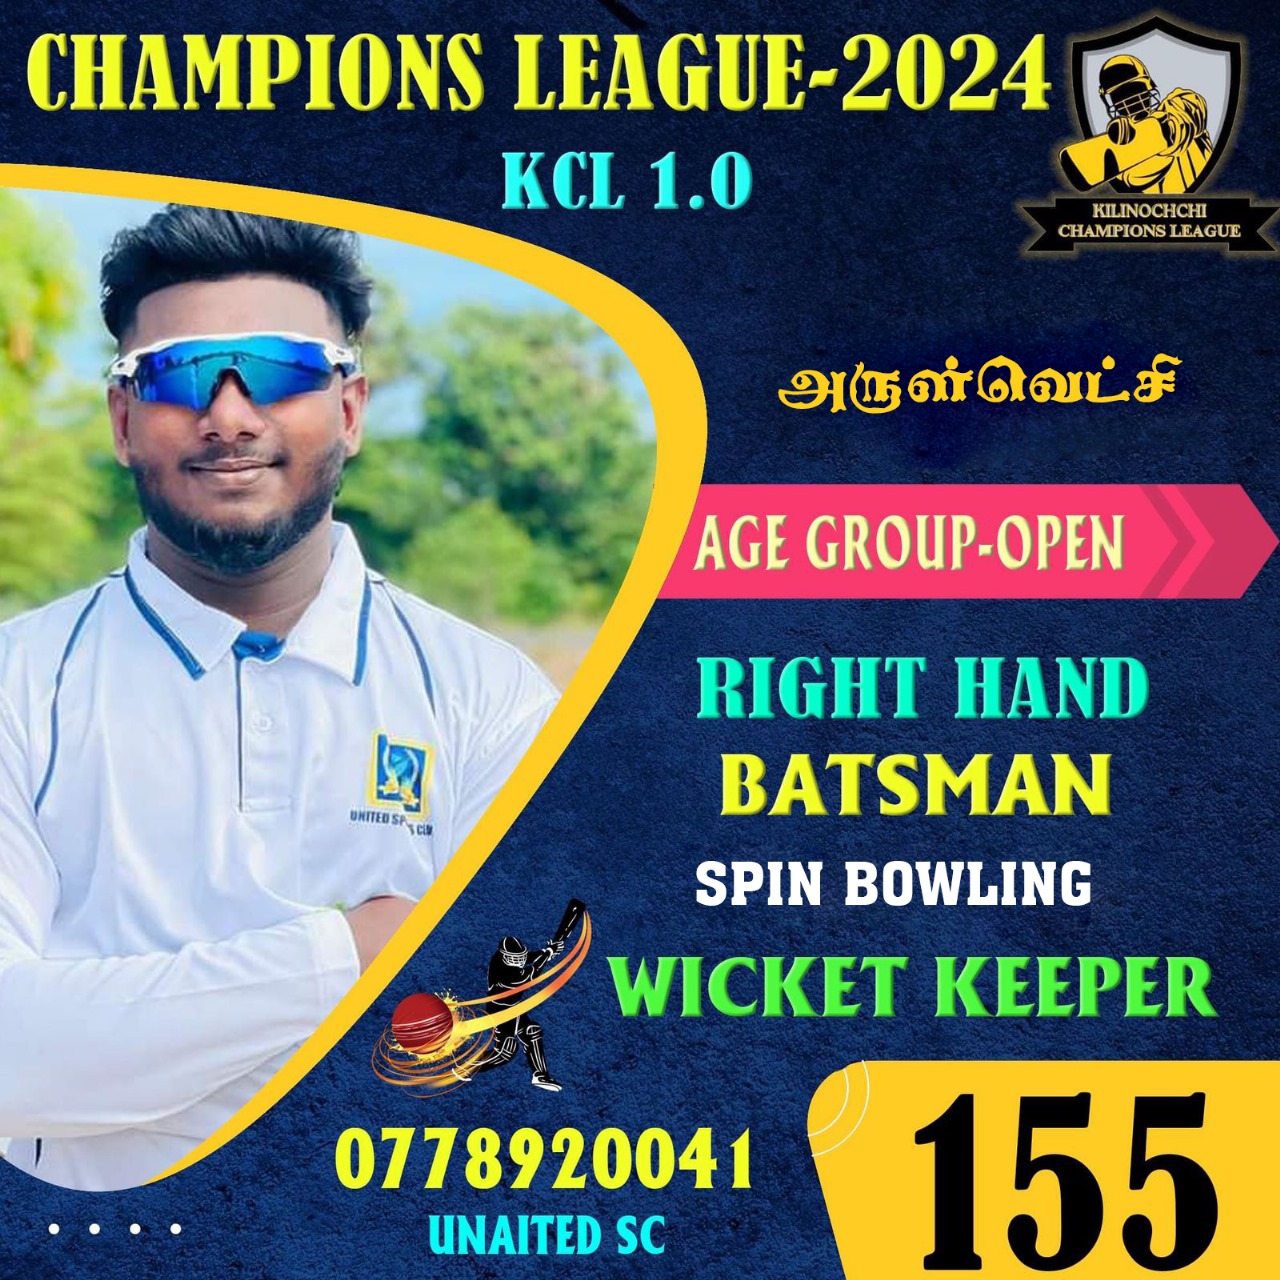 CHAMPIONS LEAGUE-2024
KCL 1.0
KILINOCHCHI
CHAMPIONS LEAGUE
அருள்வெட்சி
AGE GROUP-OPEN
RIGHT HAND
BATSMAN
UNITED
SPIN BOWLING
WICKET KEEPER
0778920041
UNAITED SC
155